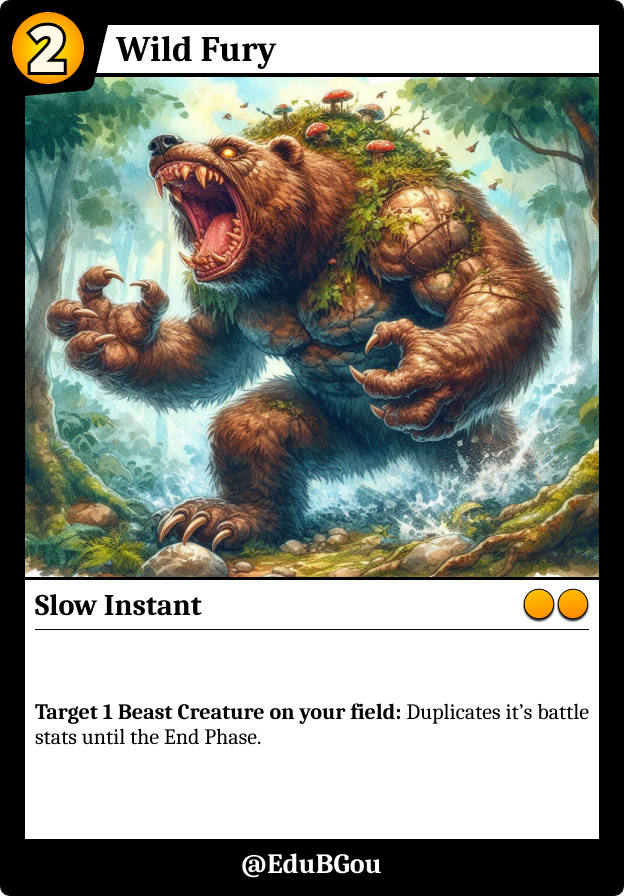 2
Wild Fury
Slow Instant
Target 1 Beast Creature on your field: Duplicates it’s battle
stats until the End Phase.
@EduBGou